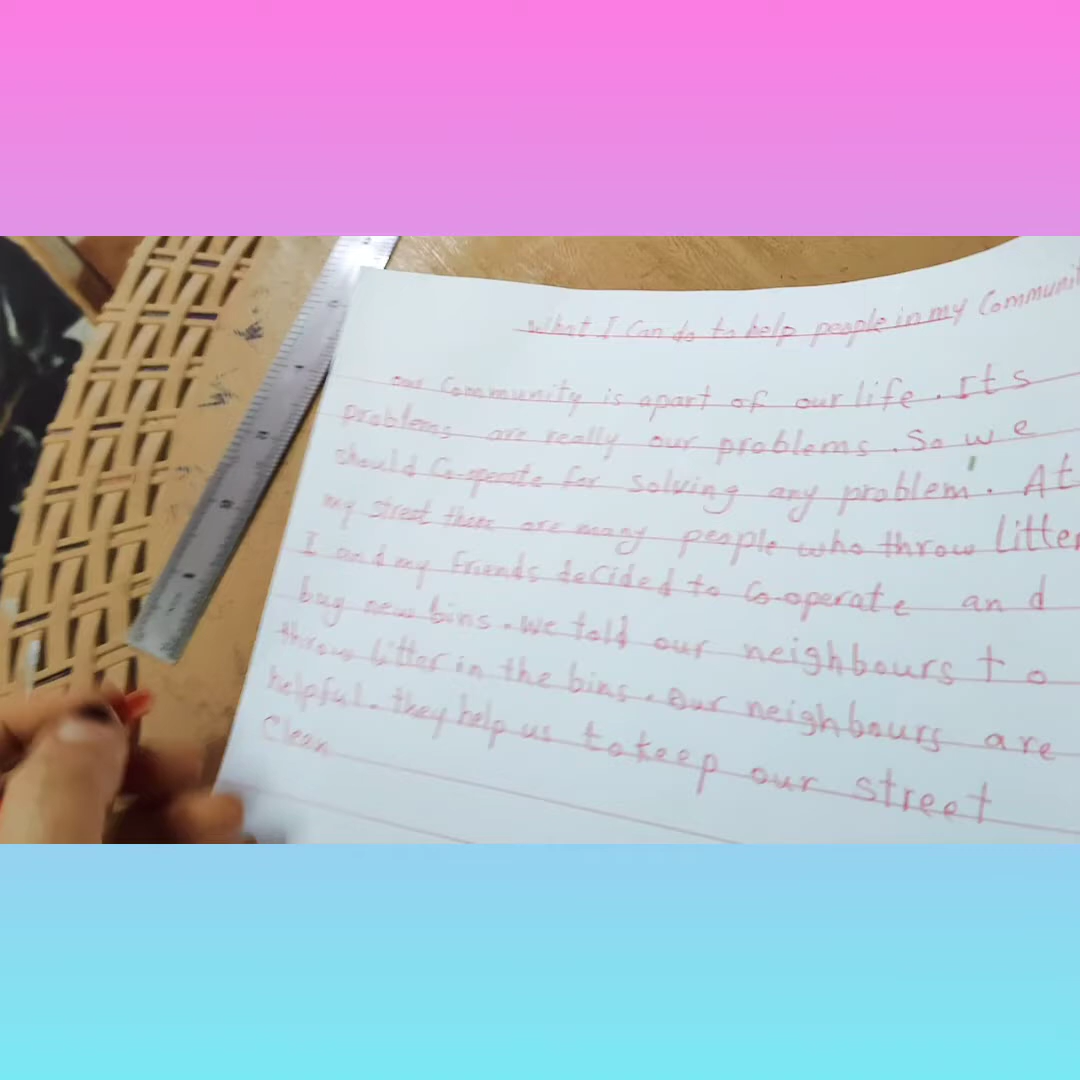 What I Can do to help people in my Communi
our Community is apart of our life. Its
problems are really our problems. So we
should Co-operate for solving any problem. At
my street there are many people who throw litter
I and my friends decided to Co-operate and
buy new bins. we told our neighbours to
throw litter in the bins. our neighbours are
helpful. they help us to keep our street
Clean